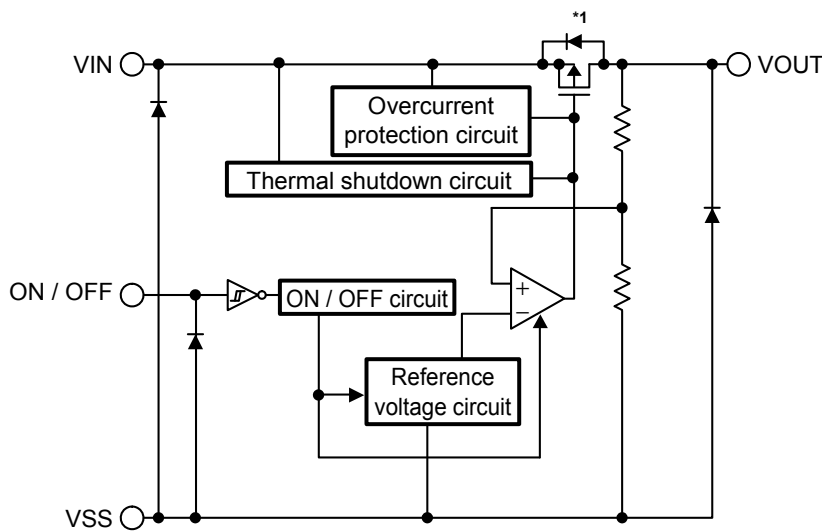 *1
VIN
VOUT
Overcurrent
protection circuit
Thermal shutdown circuit
ON / OFF
ON / OFF circuit
+
−
Reference
voltage circuit
VSS